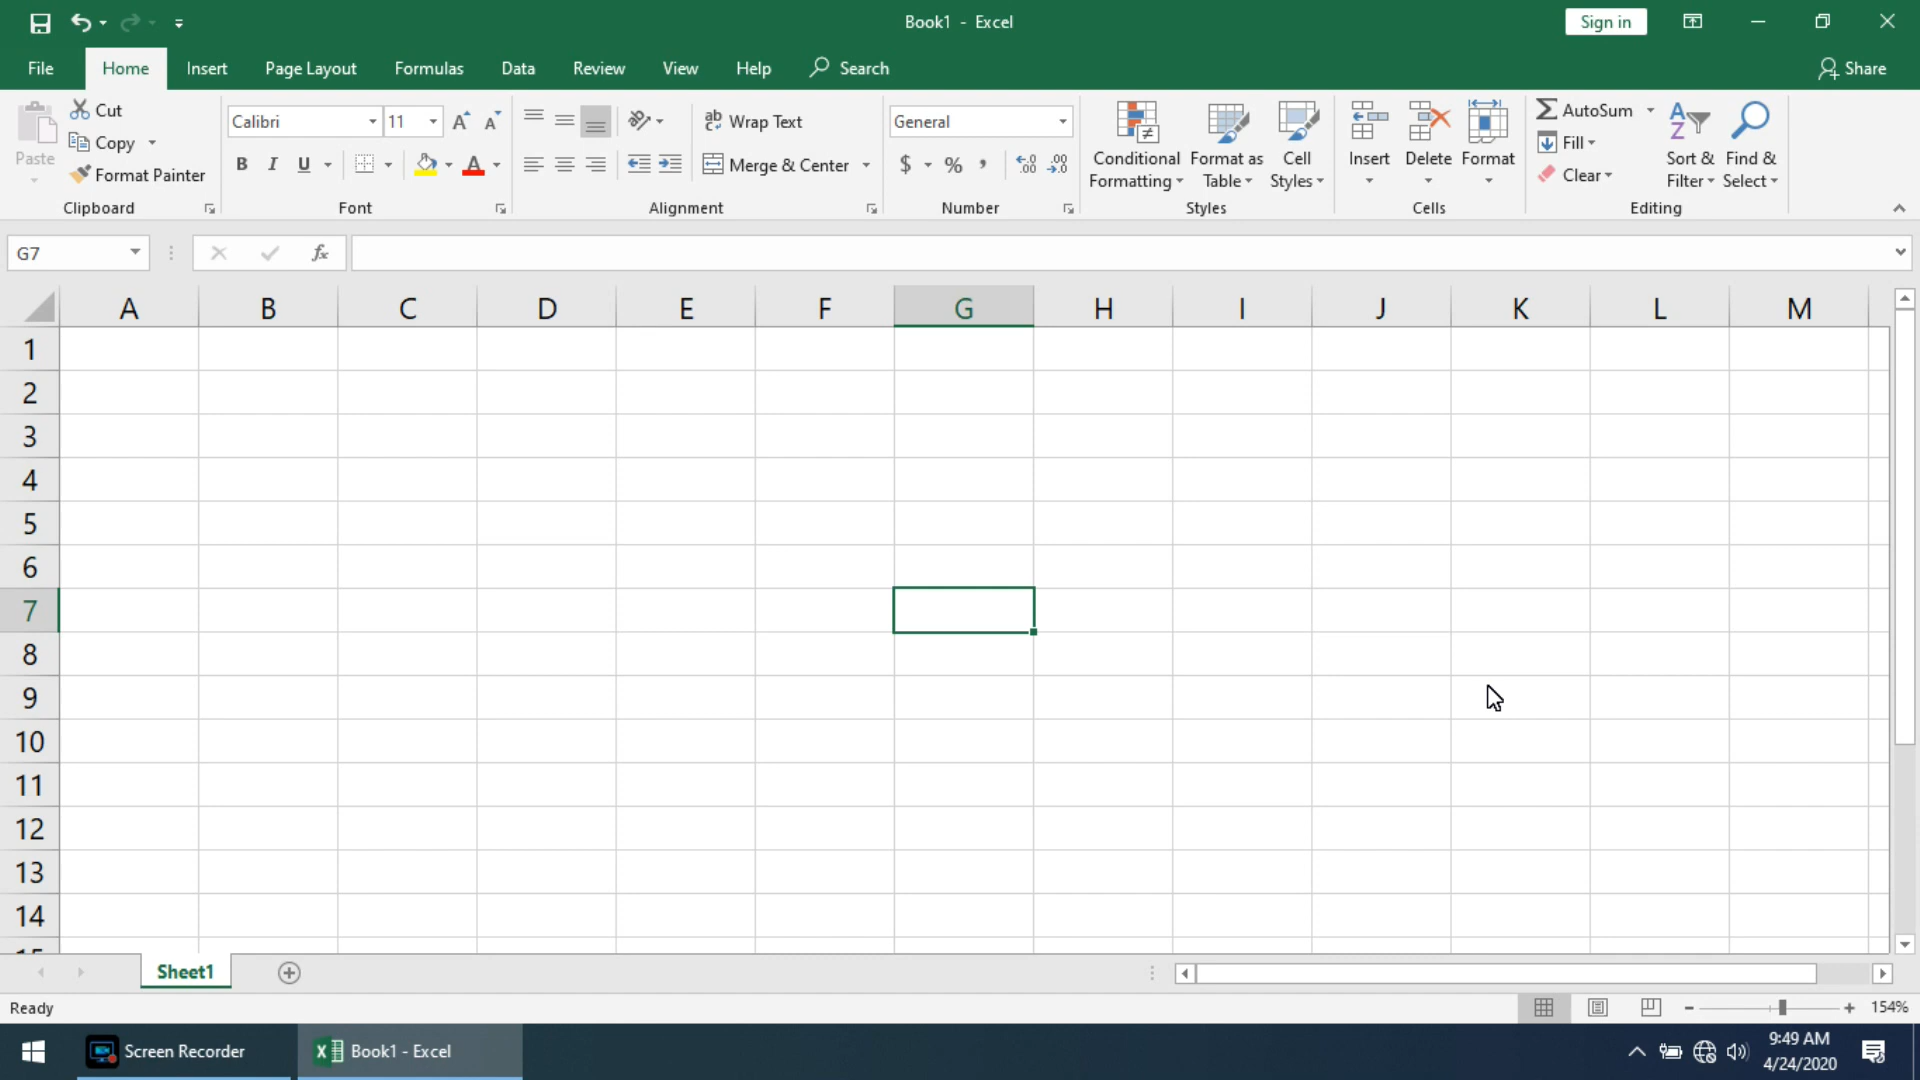 Book1 - Excel
Sign in
File Home Insert Page Layout Formulas Data Review View Help Search Share
Paste
Cut
Copy
Format Painter
Clipboard
Calibri 11
B I U
Font
Wrap Text
Merge & Center
Alignment
General
$ % ,
Number
Conditional Formatting
Format as Table
Cell Styles
Styles
Insert Delete Format
Cells
AutoSum
Fill
Clear
Sort & Filter
Find & Select
Editing
G7
fx
A B C D E F G H I J K L M
1
2
3
4
5
6
7
8
9
10
11
12
13
14
15
Sheet1
Ready
154%
Screen Recorder
Book1 - Excel
9:49 AM
4/24/2020